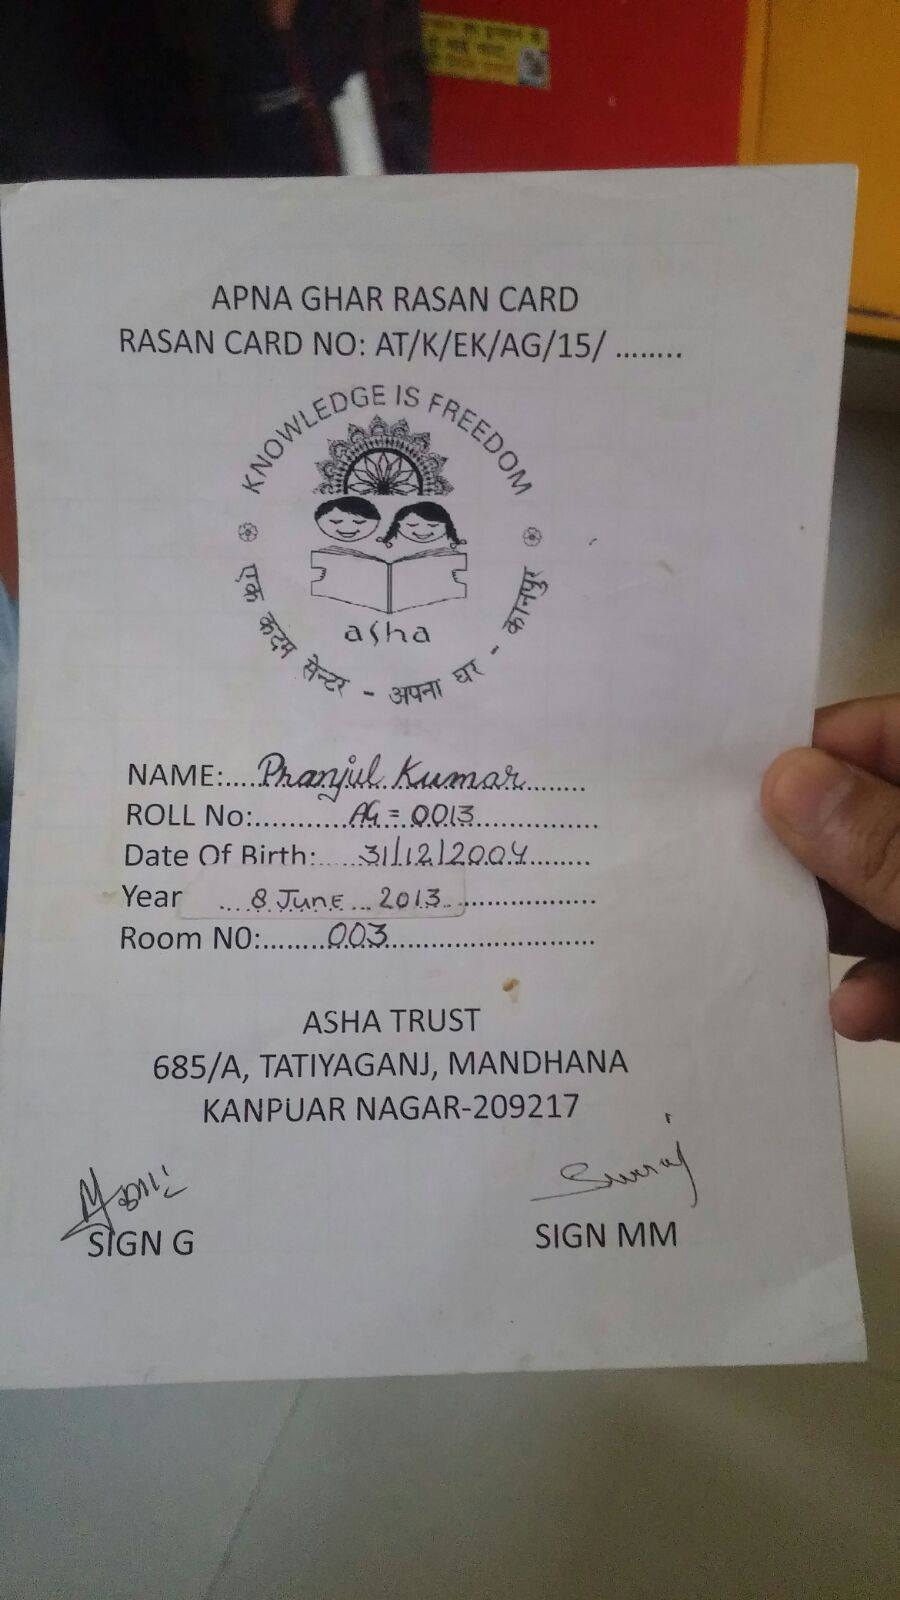 APNA GHAR RASAN CARD
RASAN CARD NO: AT/K/EK/AG/15/ ........
KNOWLEDGE IS FREEDOM
asha
एक कदम सेन्टर - अपना घर - कानपुर
NAME:....Pranjul Kumar........
ROLL No:...........AG = 0013..................
Date Of Birth:.....31/12/2004.........
Year ....8 June...2013....................
Room N0:........003............................
ASHA TRUST
685/A, TATIYAGANJ, MANDHANA
KANPUAR NAGAR-209217
Suraj
SIGN G
SIGN MM